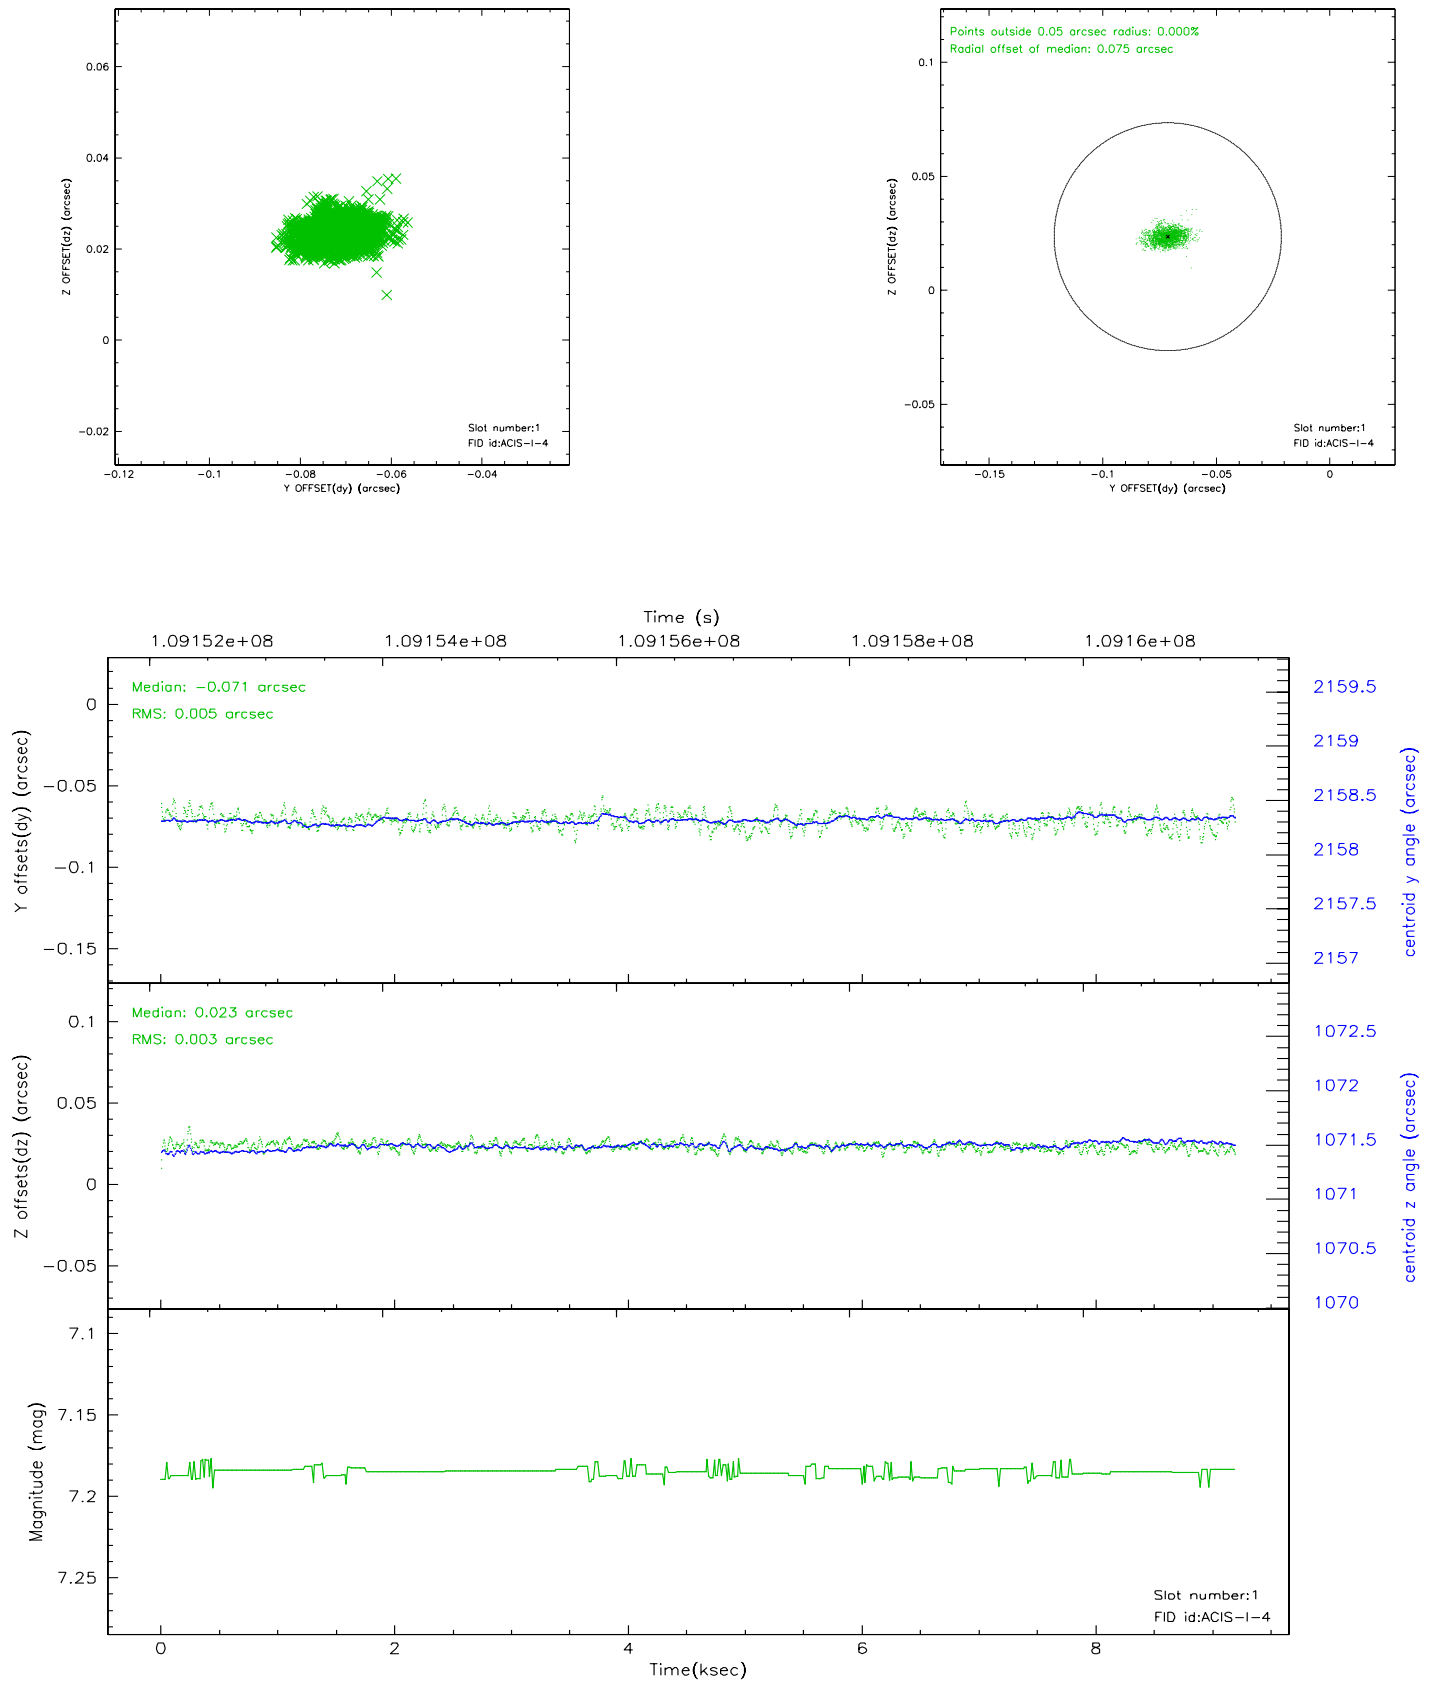 0.06
0.04
0.02
0
−0.02
Z OFFSET(dz) (arcsec)
Slot number:1
FID id:ACIS−I−4
−0.12 −0.1 −0.08 −0.06 −0.04
Y OFFSET(dy) (arcsec)
Points outside 0.05 arcsec radius: 0.000%
Radial offset of median: 0.075 arcsec
0.1
0.05
0
−0.05
Z OFFSET(dz) (arcsec)
Slot number:1
FID id:ACIS−I−4
−0.15 −0.1 −0.05 0
Y OFFSET(dy) (arcsec)
Time (s)
1.09152e+08 1.09154e+08 1.09156e+08 1.09158e+08 1.0916e+08
Median: −0.071 arcsec
RMS: 0.005 arcsec
0
−0.05
−0.1
−0.15
Y offsets(dy) (arcsec)
2159.5
2159
2158.5
2158
2157.5
2157
centroid y angle (arcsec)
Median: 0.023 arcsec
RMS: 0.003 arcsec
0.1
0.05
0
−0.05
Z offsets(dz) (arcsec)
1072.5
1072
1071.5
1071
1070.5
1070
centroid z angle (arcsec)
7.1
7.15
7.2
7.25
Magnitude (mag)
Slot number:1
FID id:ACIS−I−4
0 2 4 6 8
Time(ksec)